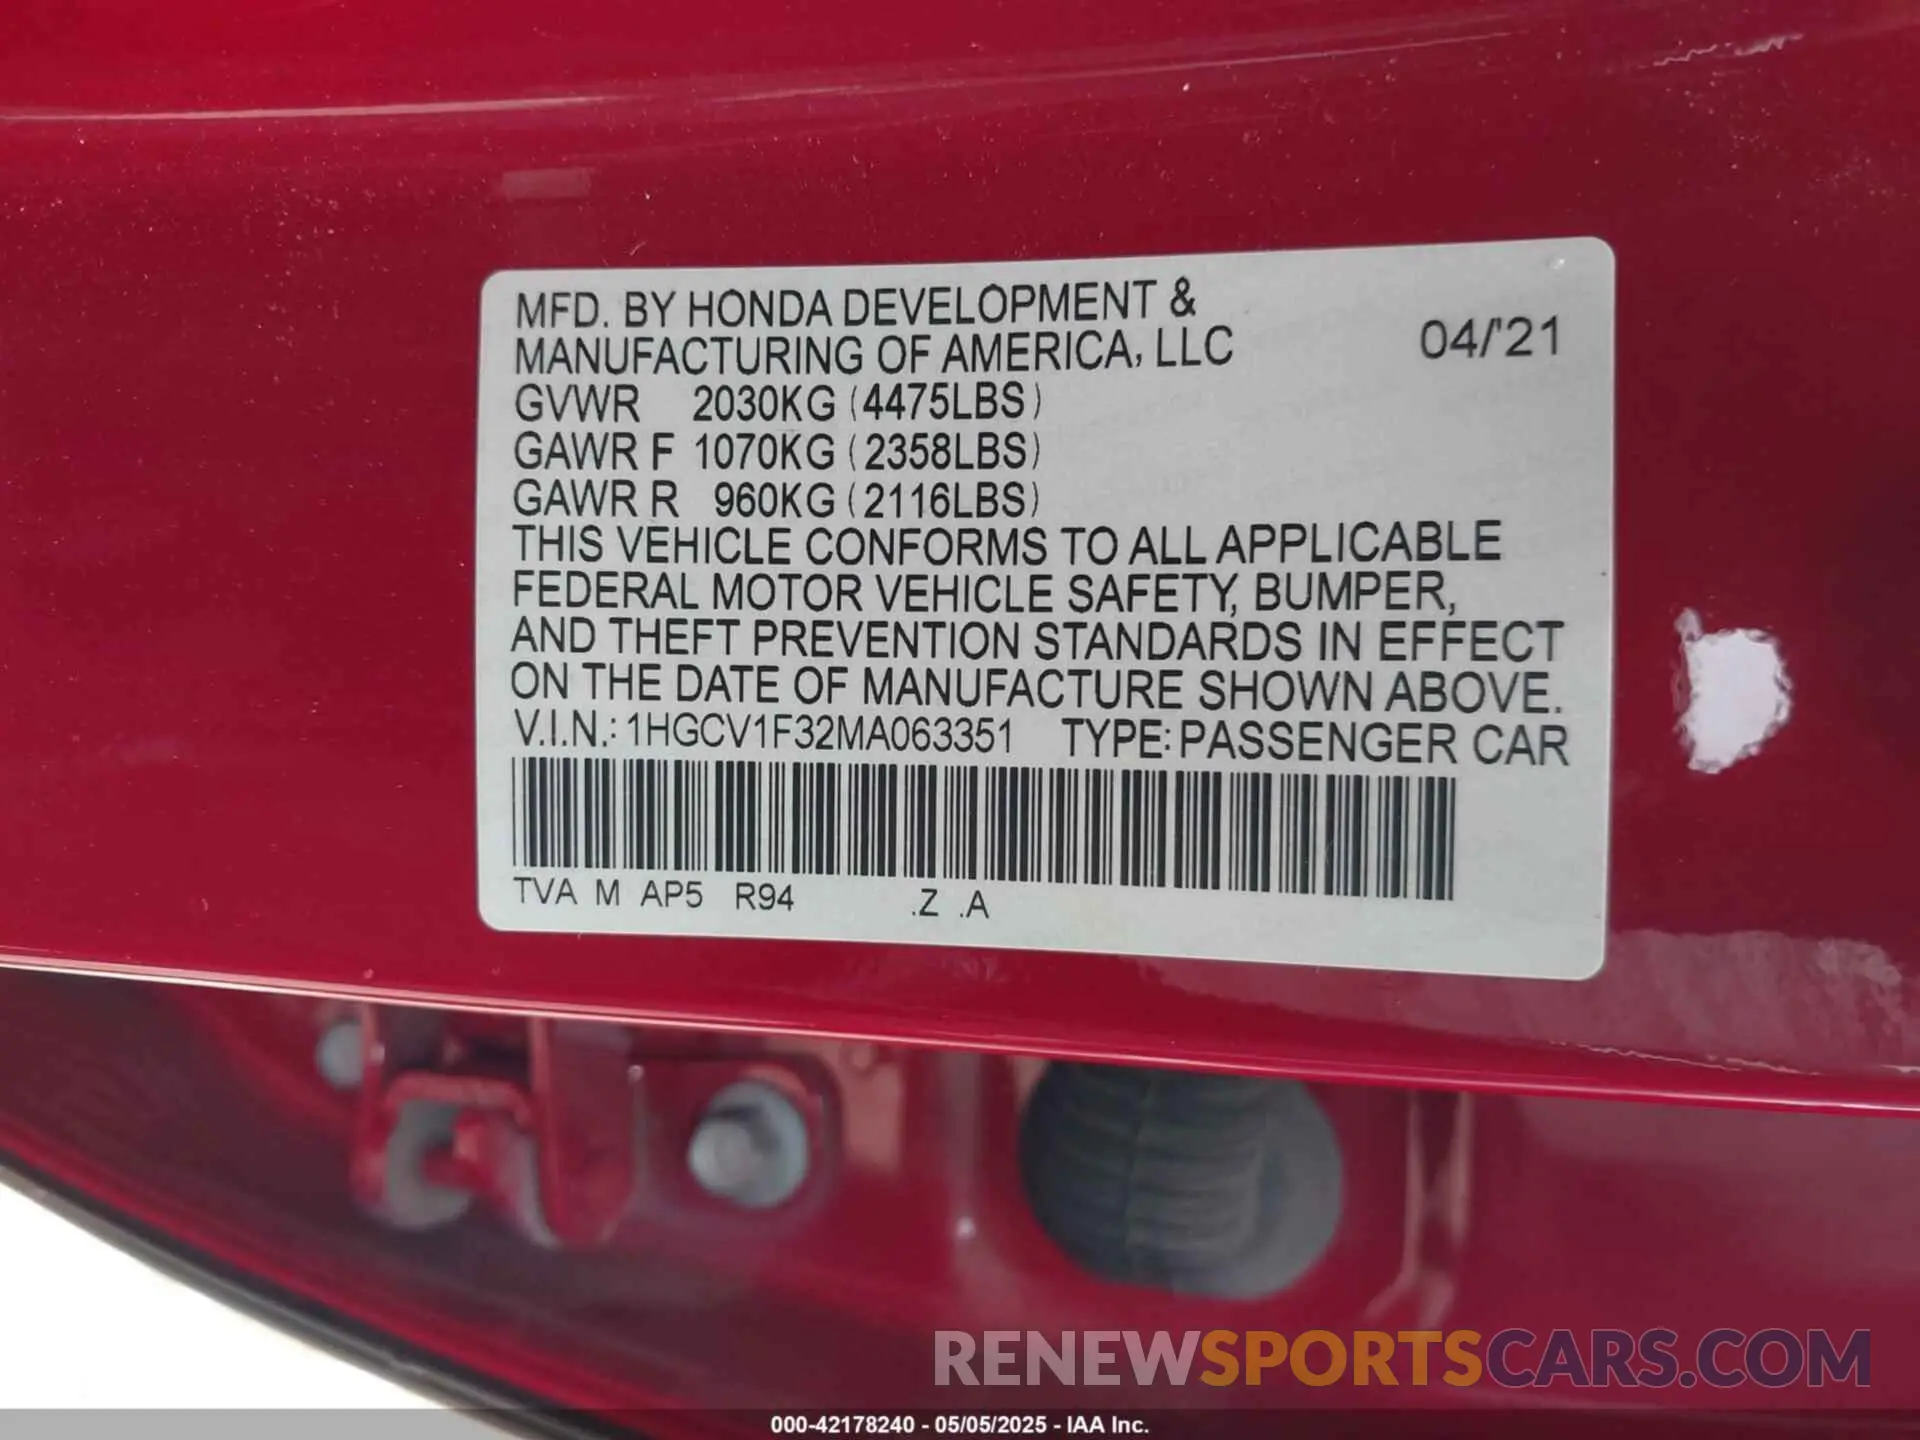 MFD. BY HONDA DEVELOPMENT &
MANUFACTURING OF AMERICA, LLC 04/'21
GVWR 2030KG (4475LBS)
GAWR F 1070KG (2358LBS)
GAWR R 960KG (2116LBS)
THIS VEHICLE CONFORMS TO ALL APPLICABLE
FEDERAL MOTOR VEHICLE SAFETY, BUMPER,
AND THEFT PREVENTION STANDARDS IN EFFECT
ON THE DATE OF MANUFACTURE SHOWN ABOVE.
V.I.N.: 1HGCV1F32MA063351 TYPE: PASSENGER CAR
TVA M AP5 R94 .Z .A
RENEWSPORTSCARS.COM
000-42178240 - 05/05/2025 - IAA Inc.